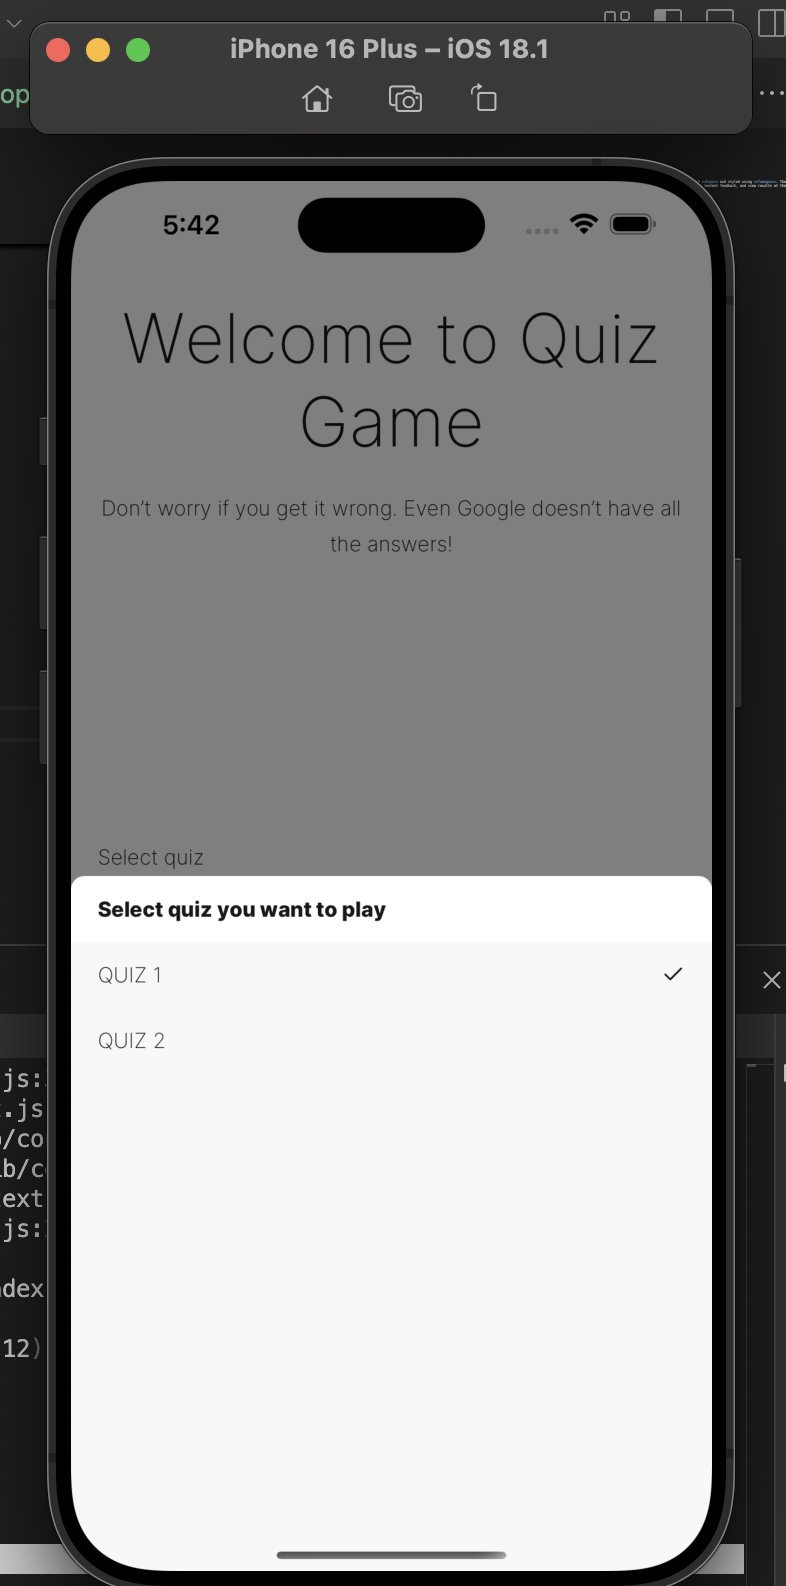 iPhone 16 Plus – iOS 18.1
op
5:42
Welcome to Quiz
Game
Don’t worry if you get it wrong. Even Google doesn’t have all
the answers!
Select quiz
Select quiz you want to play
QUIZ 1
QUIZ 2
js:
.js
/co
b/c
text
js:
dex
12)